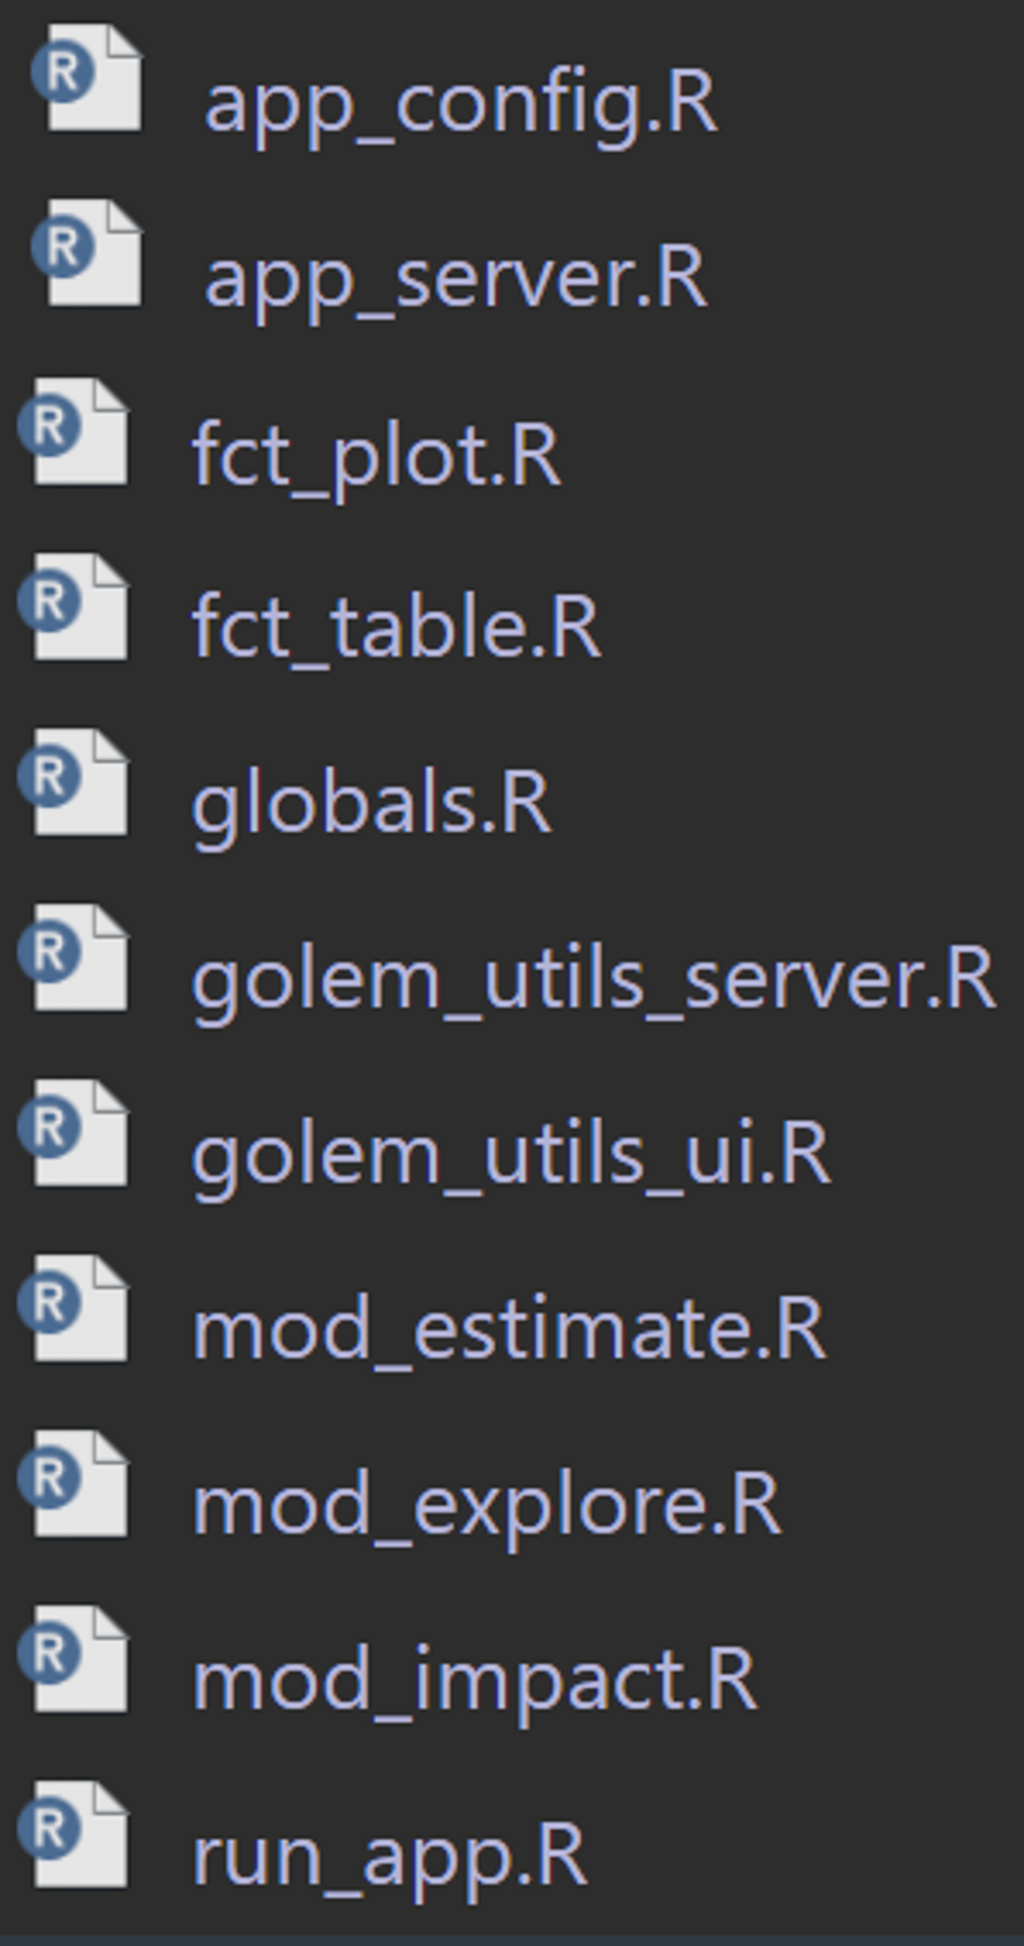 app_config.R
app_server.R
fct_plot.R
fct_table.R
globals.R
golem_utils_server.R
golem_utils_ui.R
mod_estimate.R
mod_explore.R
mod_impact.R
run_app.R